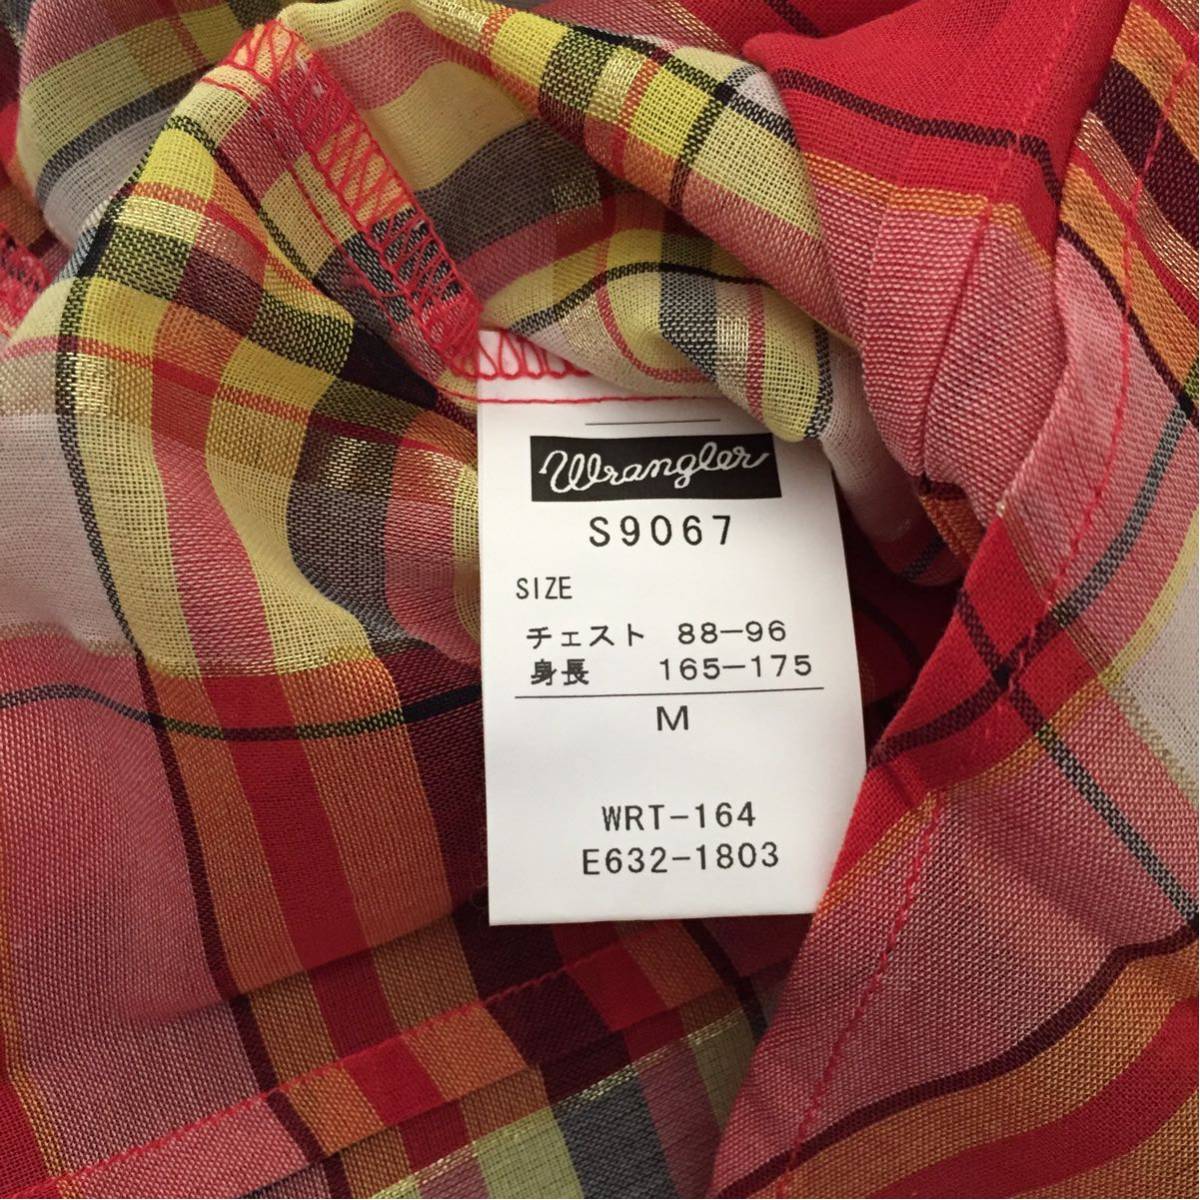 Wrangler
S9067
SIZE
チェスト 88-96
身長 165-175
M
WRT-164
E632-1803